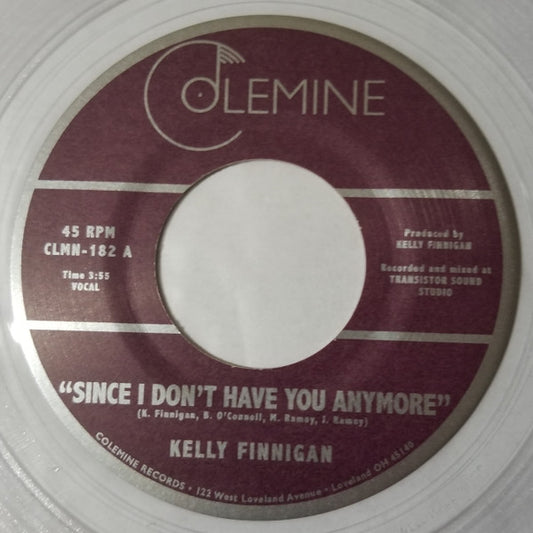 COLEMINE
45 RPM
CLMN-182 A
Time 3:55
VOCAL
Produced by
KELLY FINNIGAN
Recorded and mixed at
TRANSISTOR SOUND
STUDIO
"SINCE I DON'T HAVE YOU ANYMORE"
(K. Finnigan, B. O'Connell, M. Ramey, J. Ramey)
KELLY FINNIGAN
COLEMINE RECORDS • 122 West Loveland Avenue • Loveland OH 45140